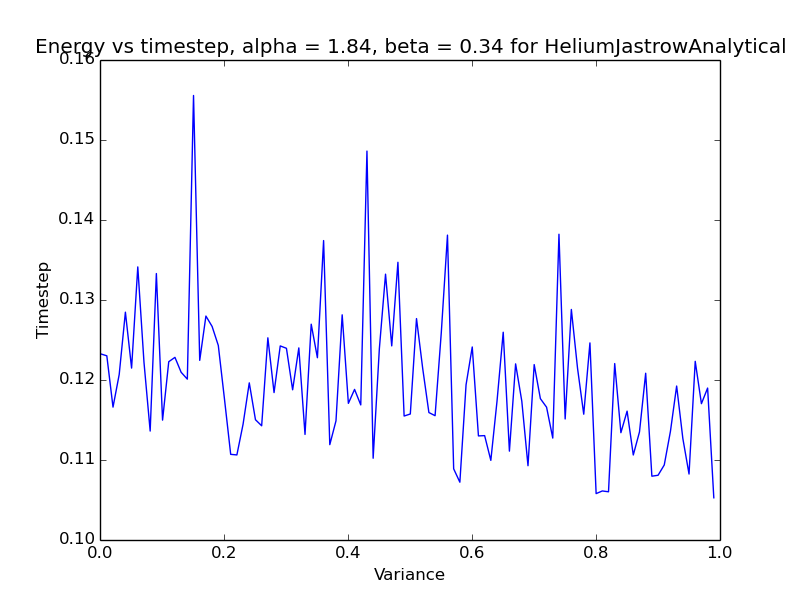 Energy vs timestep, alpha = 1.84, beta = 0.34 for HeliumJastrowAnalytical
0.16
0.15
0.14
0.13
0.12
0.11
0.10
Timestep
0.0 0.2 0.4 0.6 0.8 1.0
Variance